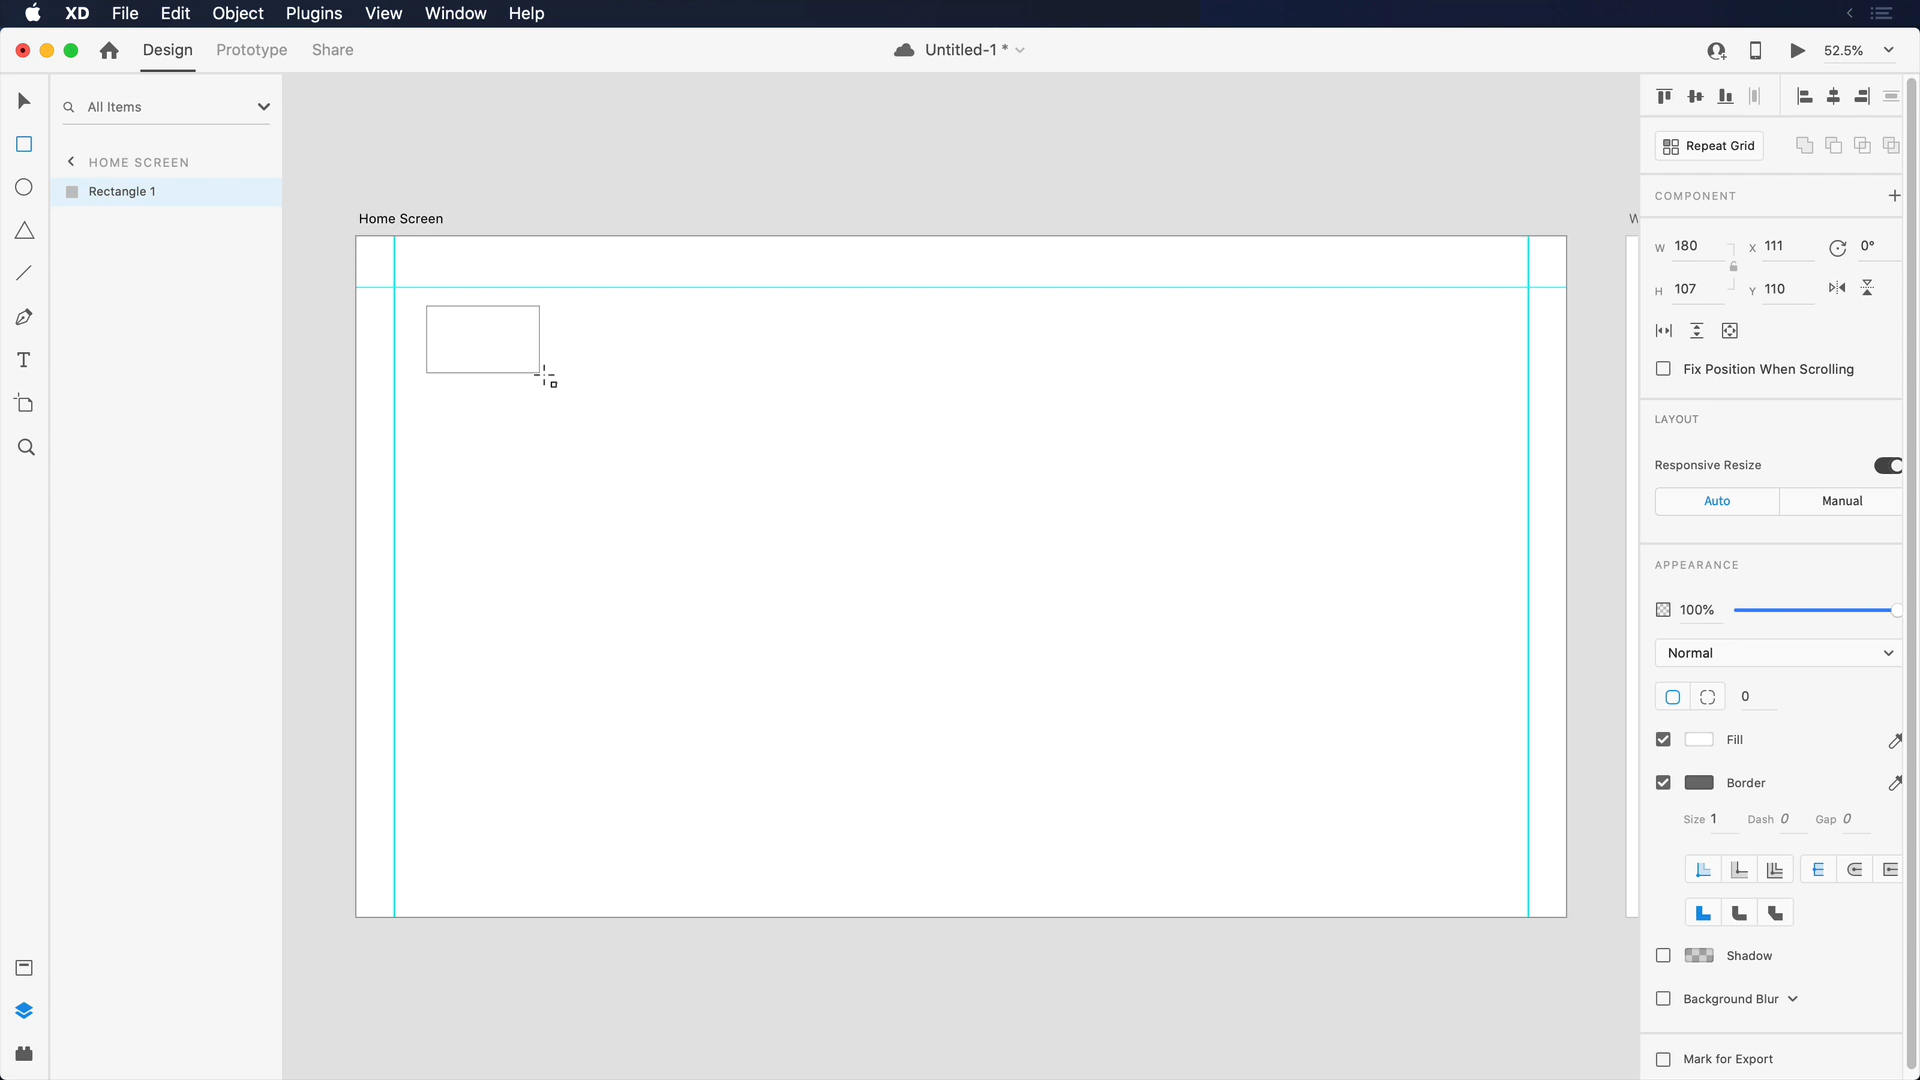 XD File Edit Object Plugins View Window Help
Design Prototype Share
Untitled-1 *
52.5%
All Items
HOME SCREEN
Rectangle 1
Home Screen
W
Repeat Grid
COMPONENT
W 180 X 111 0°
H 107 Y 110
Fix Position When Scrolling
LAYOUT
Responsive Resize
Auto Manual
APPEARANCE
100%
Normal
0
Fill
Border
Size 1 Dash 0 Gap 0
Shadow
Background Blur
Mark for Export